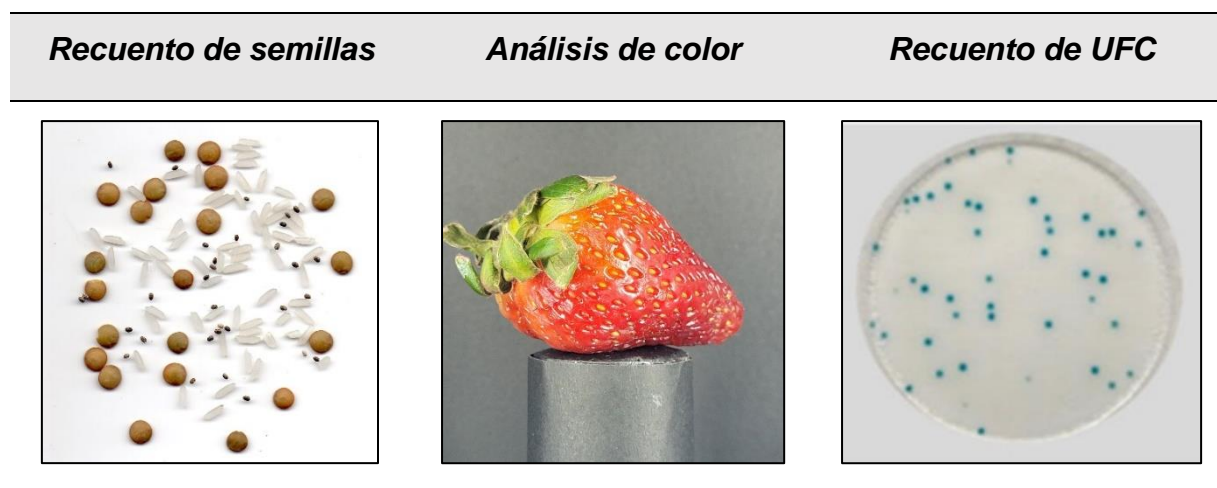 Recuento de semillas
Análisis de color
Recuento de UFC